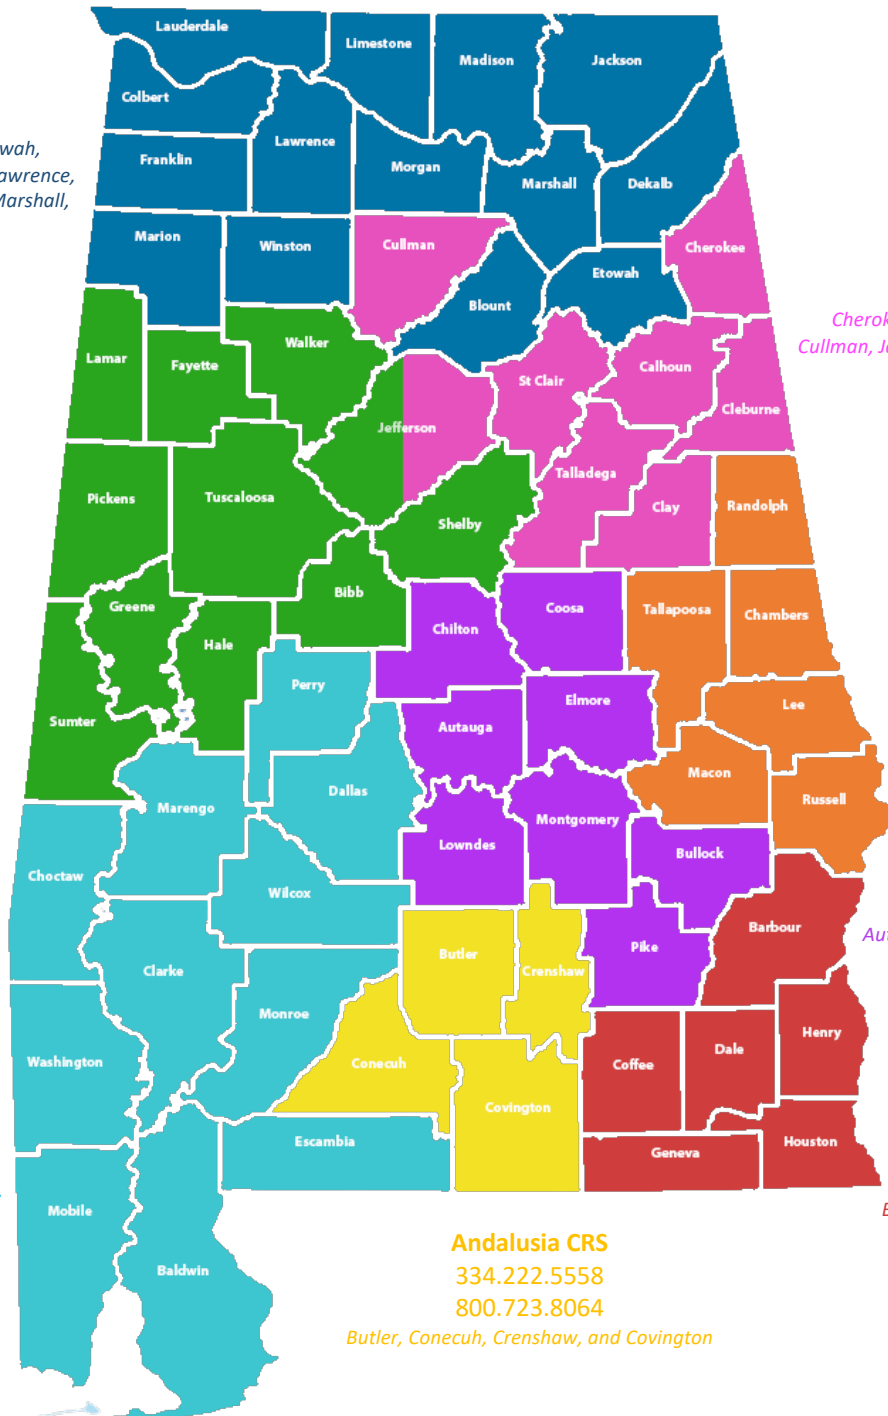 Lauderdale
Limestone
Madison
Jackson
Colbert
Lawrence
Franklin
Morgan
Marshall
Dekalb
wah,
awrence,
Marshall,
Marion
Winston
Cullman
Cherokee
Etowah
Blount
Cherok
Cullman, Jo
Lamar
Fayette
Walker
St Clair
Calhoun
Cleburne
Jefferson
Talladega
Pickens
Tuscaloosa
Shelby
Clay
Randolph
Greene
Bibb
Hale
Chilton
Coosa
Tallapoosa
Chambers
Perry
Sumter
Autauga
Elmore
Lee
Marengo
Dallas
Macon
Russell
Choctaw
Lowndes
Montgomery
Bullock
Wilcox
Clarke
Butler
Crenshaw
Pike
Barbour
Aut
Monroe
Washington
Conecuh
Coffee
Dale
Henry
Covington
Escambia
Geneva
Houston
Mobile
Baldwin
Andalusia CRS
334.222.5558
800.723.8064
Butler, Conecuh, Crenshaw, and Covington